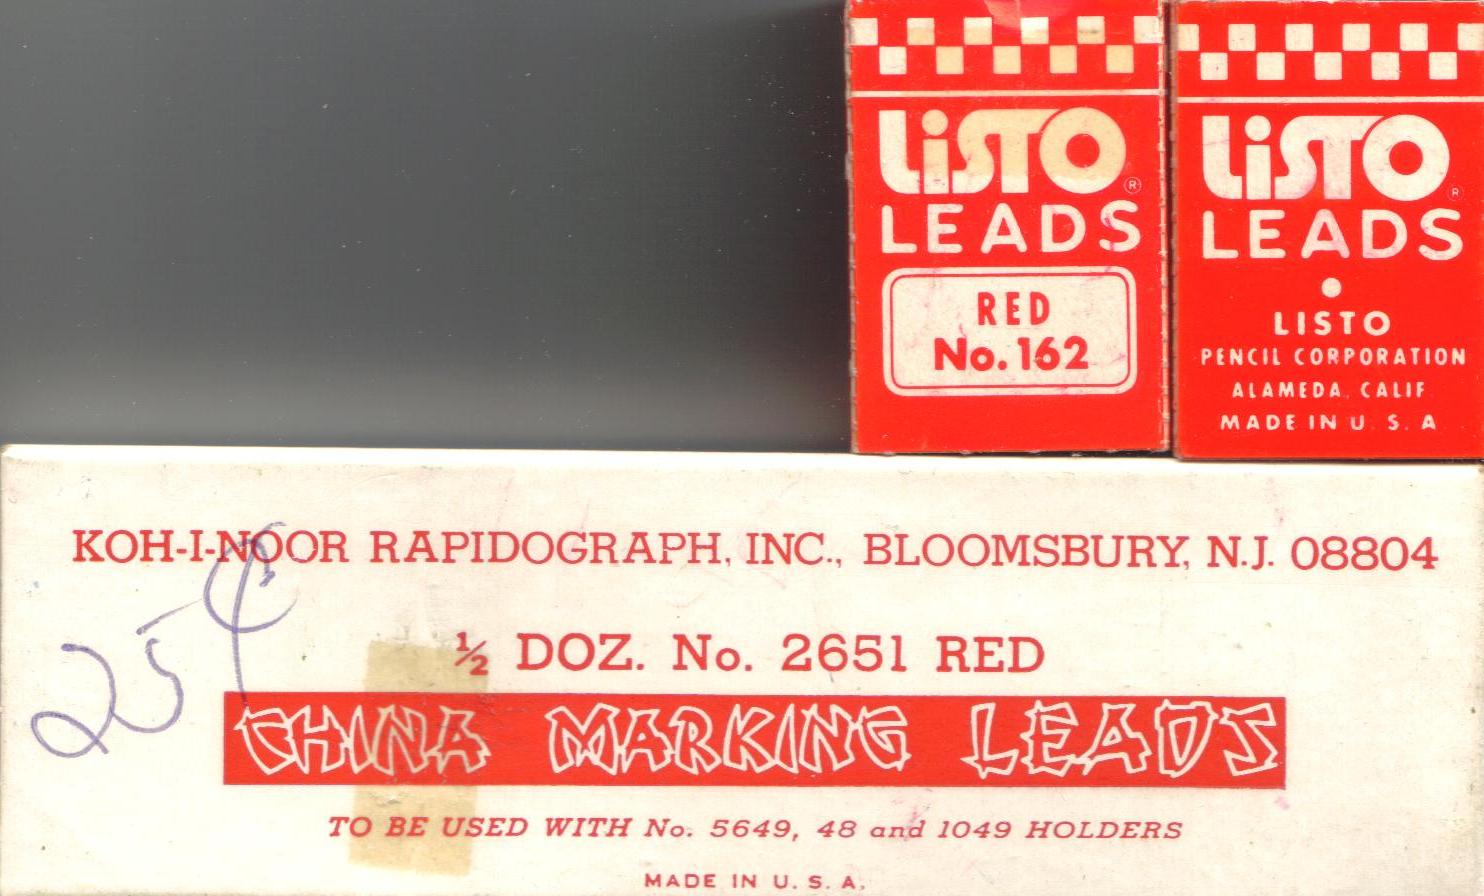 LiSTO®
LEADS
RED
No. 162
LiSTO®
LEADS
LISTO
PENCIL CORPORATION
ALAMEDA, CALIF.
MADE IN U. S. A.
KOH-I-NOOR RAPIDOGRAPH, INC., BLOOMSBURY, N.J. 08804
25¢
½ DOZ. No. 2651 RED
CHINA MARKING LEADS
TO BE USED WITH No. 5649, 48 and 1049 HOLDERS
MADE IN U. S. A.